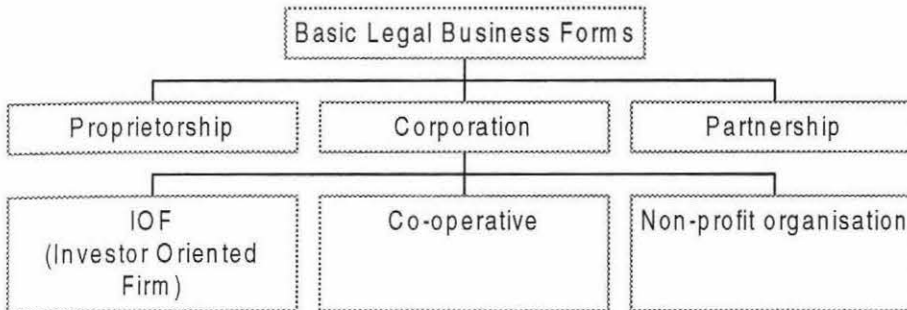 Basic Legal Business Forms
Proprietorship
Corporation
Partnership
IOF
(Investor Oriented
Firm)
Co-operative
Non-profit organisation